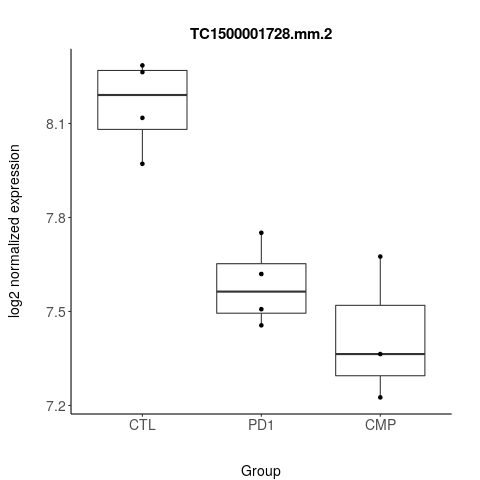 TC1500001728.mm.2
log2 normalized expression
8.1
7.8
7.5
7.2
CTL PD1 CMP
Group